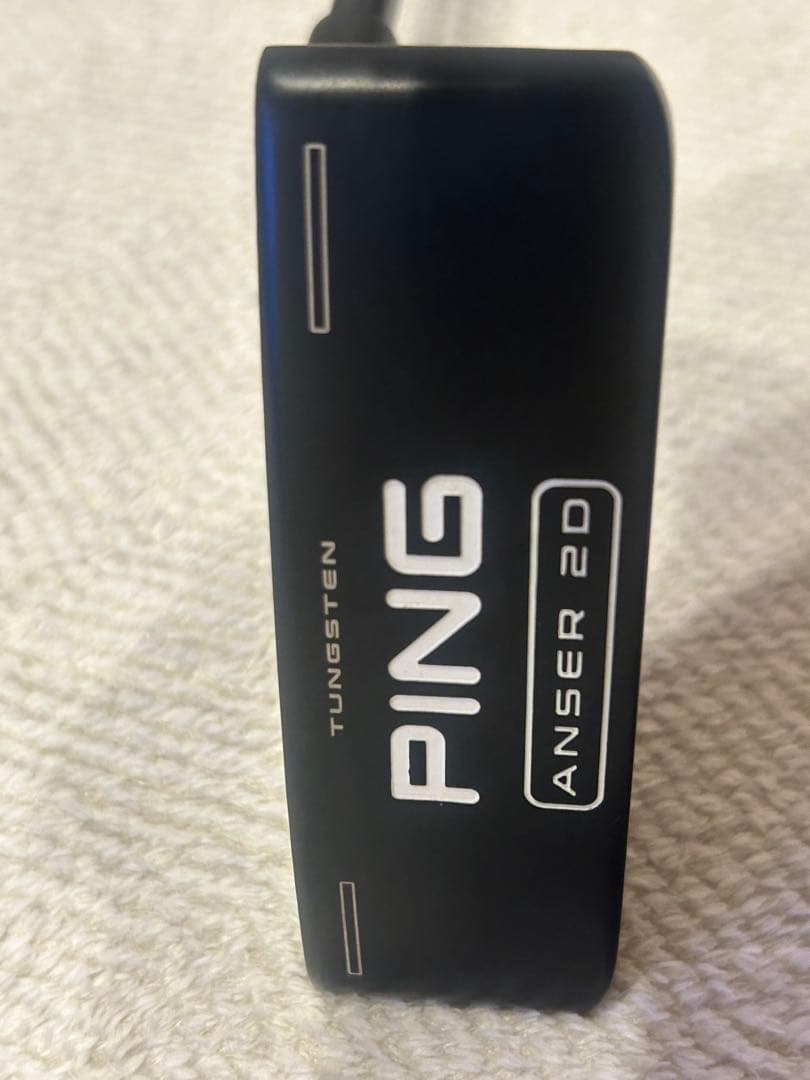 TUNGSTEN
PING
ANSER 2D